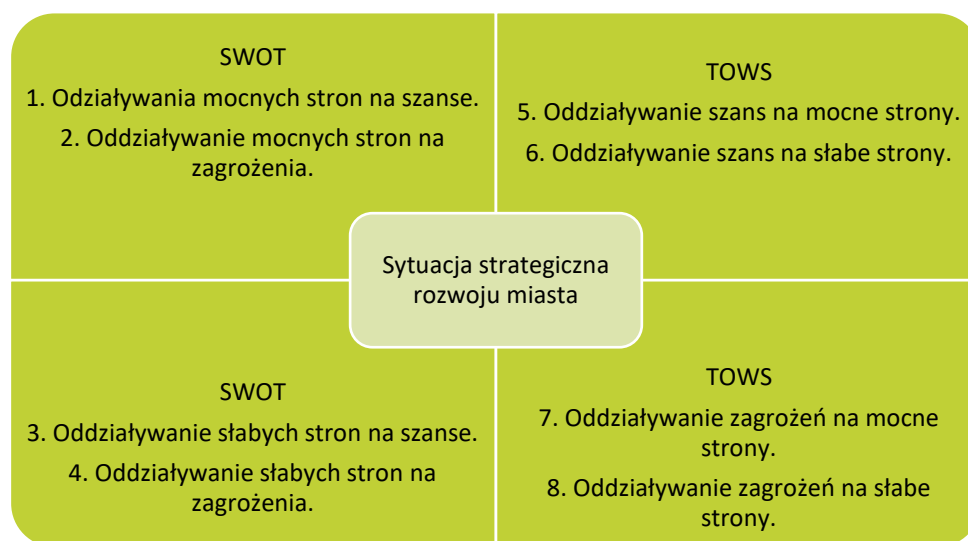 SWOT
1. Odziaływania mocnych stron na szanse.
2. Oddziaływanie mocnych stron na
zagrożenia.
TOWS
5. Oddziaływanie szans na mocne strony.
6. Oddziaływanie szans na słabe strony.
Sytuacja strategiczna
rozwoju miasta
SWOT
3. Oddziaływanie słabych stron na szanse.
4. Oddziaływanie słabych stron na
zagrożenia.
TOWS
7. Oddziaływanie zagrożeń na mocne
strony.
8. Oddziaływanie zagrożeń na słabe
strony.